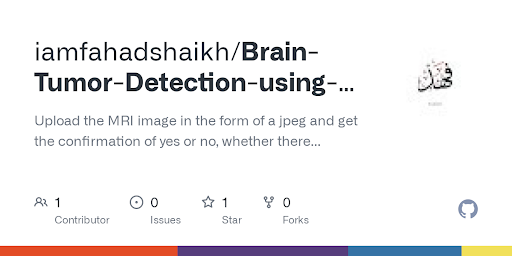 iamfahadshaikh/Brain-
Tumor-Detection-using-...
Upload the MRI image in the form of a jpeg and get
the confirmation of yes or no, whether there...
1
Contributor
0
Issues
1
Star
0
Forks